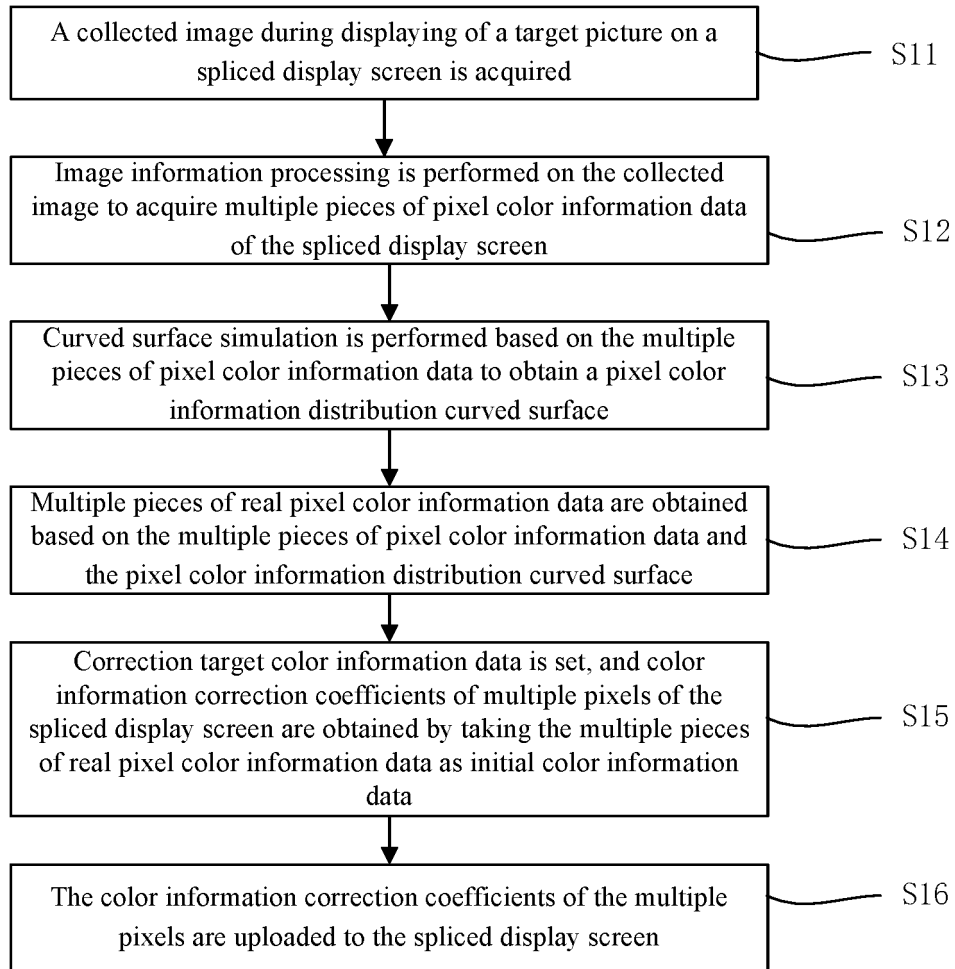 A collected image during displaying of a target picture on a
spliced display screen is acquired
S11
Image information processing is performed on the collected
image to acquire multiple pieces of pixel color information data
of the spliced display screen
S12
Curved surface simulation is performed based on the multiple
pieces of pixel color information data to obtain a pixel color
information distribution curved surface
S13
Multiple pieces of real pixel color information data are obtained
based on the multiple pieces of pixel color information data and
the pixel color information distribution curved surface
S14
Correction target color information data is set, and color
information correction coefficients of multiple pixels of the
spliced display screen are obtained by taking the multiple pieces
of real pixel color information data as initial color information
data
S15
The color information correction coefficients of the multiple
pixels are uploaded to the spliced display screen
S16